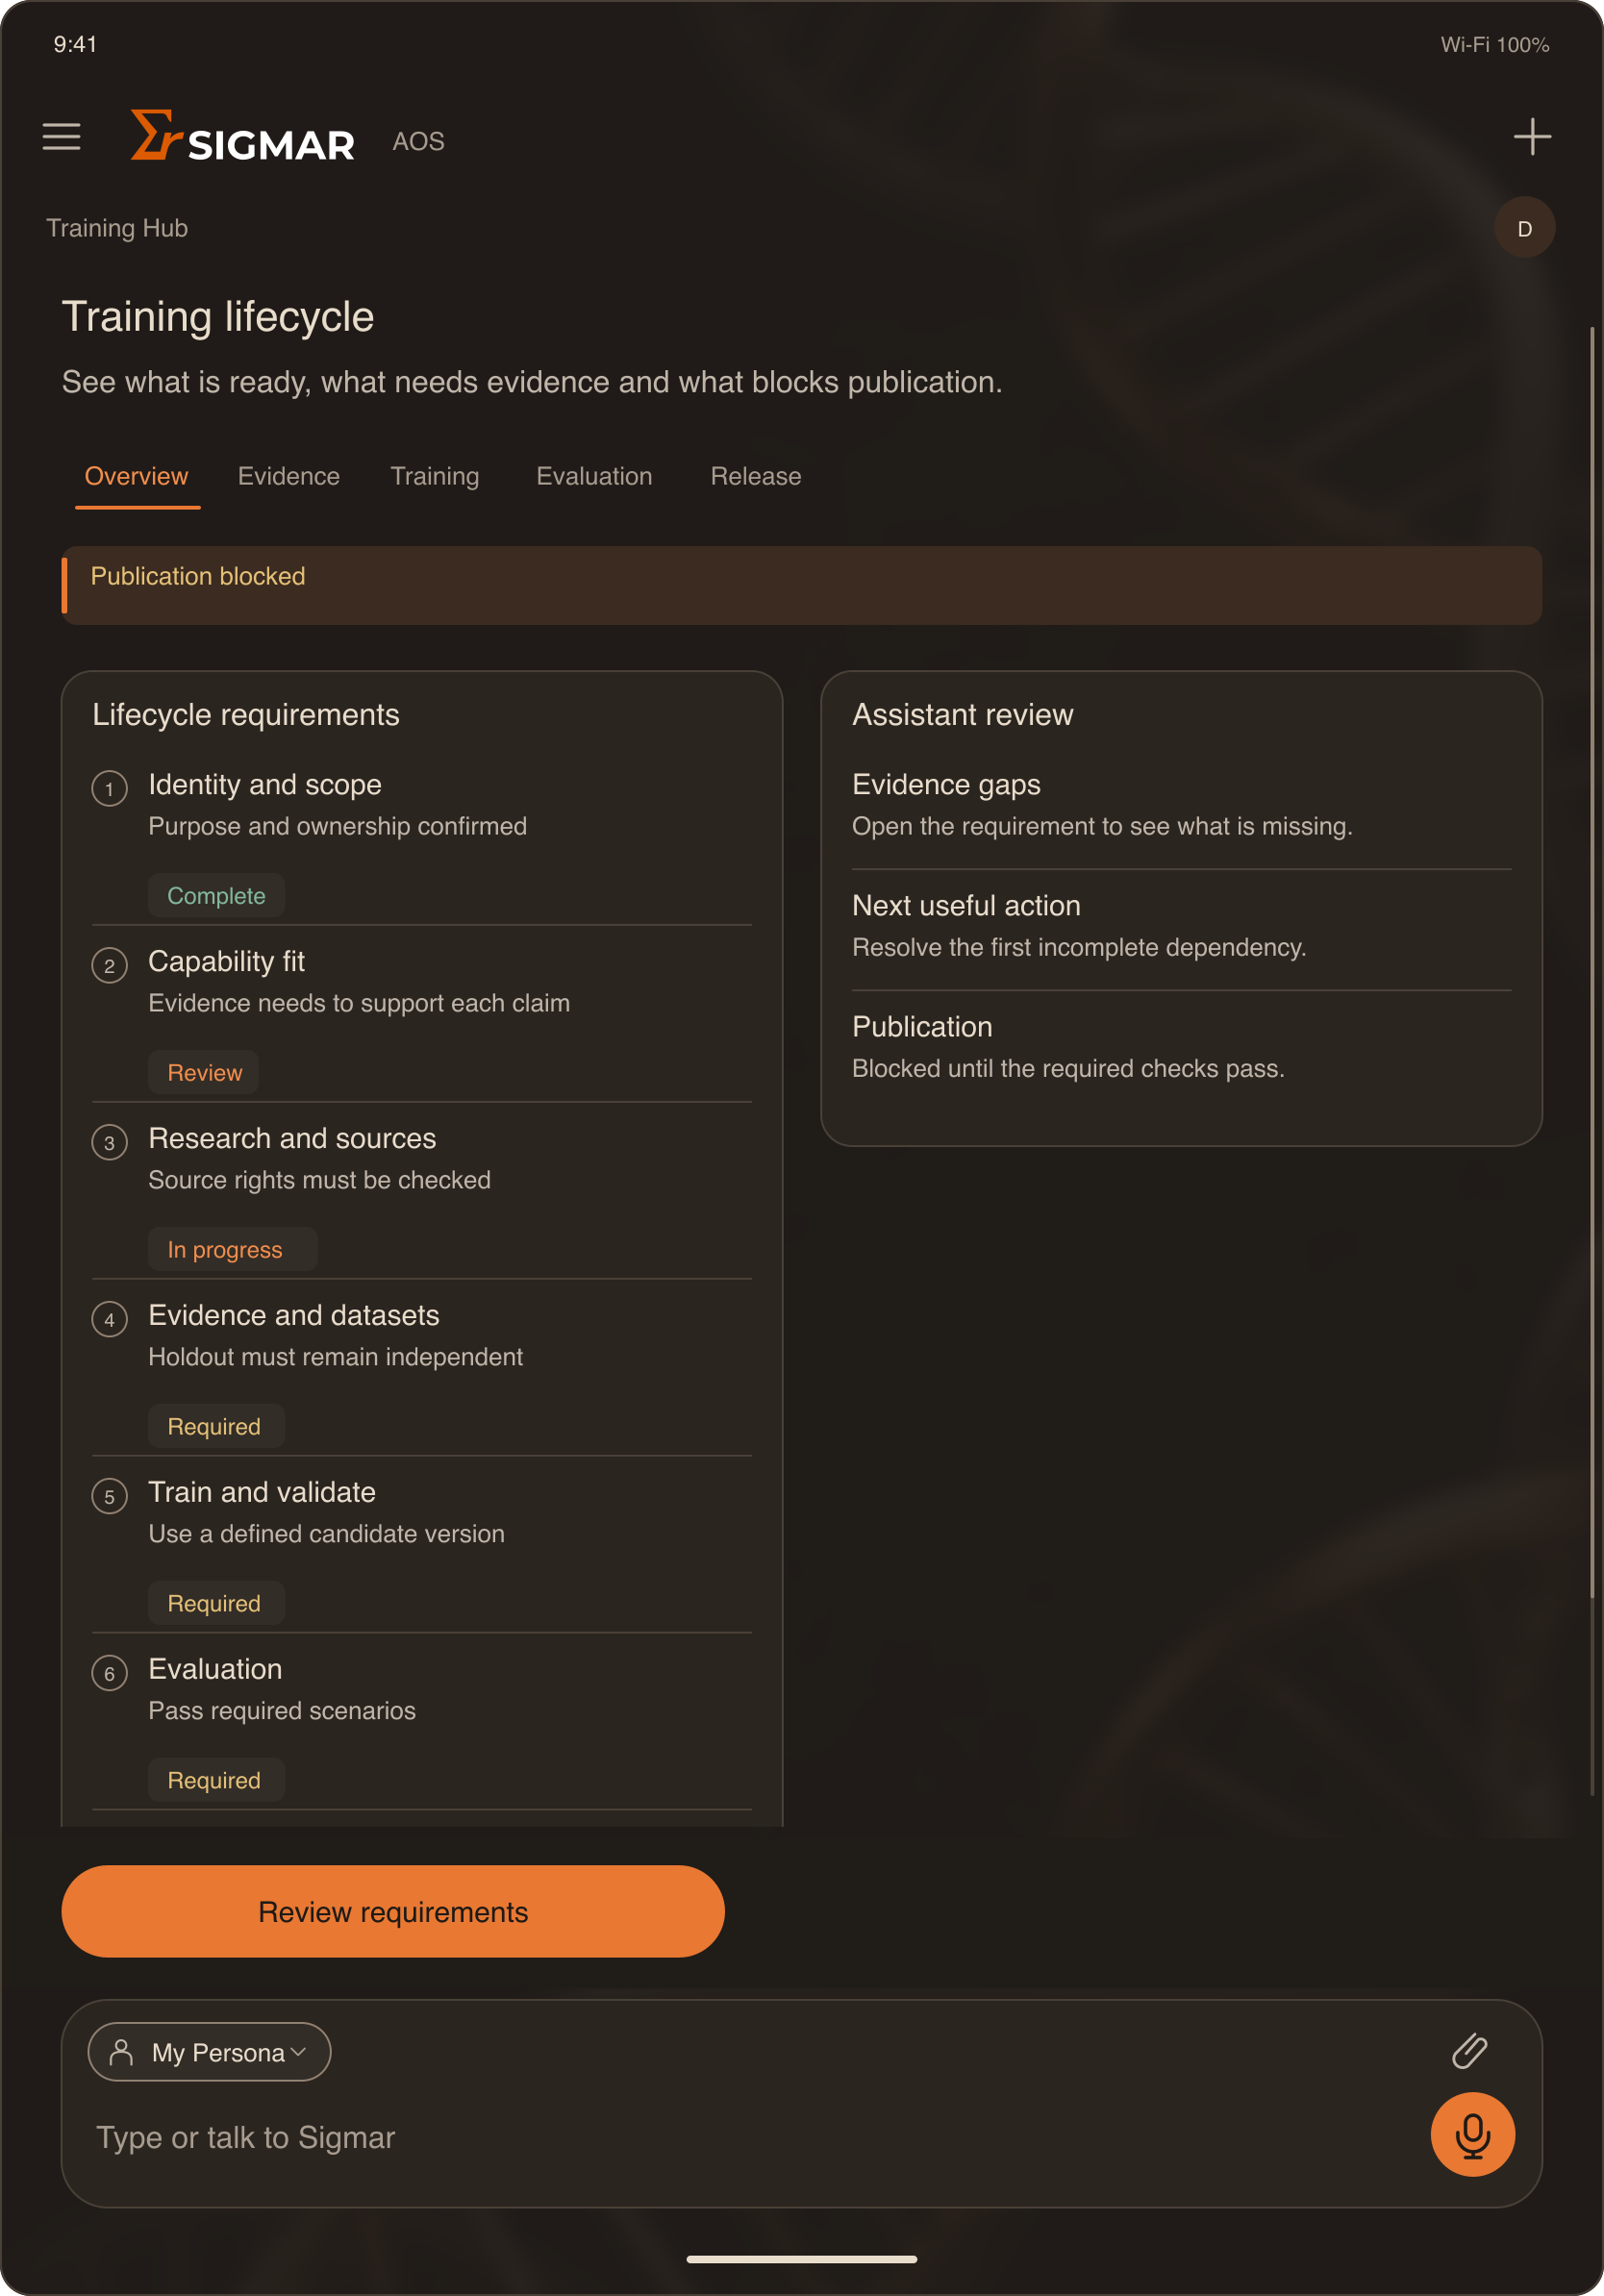 9:41
Wi-Fi 100%
Σr SIGMAR AOS
Training Hub
D
Training lifecycle
See what is ready, what needs evidence and what blocks publication.
Overview Evidence Training Evaluation Release
Publication blocked
Lifecycle requirements
1 Identity and scope
Purpose and ownership confirmed
Complete
2 Capability fit
Evidence needs to support each claim
Review
3 Research and sources
Source rights must be checked
In progress
4 Evidence and datasets
Holdout must remain independent
Required
5 Train and validate
Use a defined candidate version
Required
6 Evaluation
Pass required scenarios
Required
Assistant review
Evidence gaps
Open the requirement to see what is missing.
Next useful action
Resolve the first incomplete dependency.
Publication
Blocked until the required checks pass.
Review requirements
My Persona
Type or talk to Sigmar